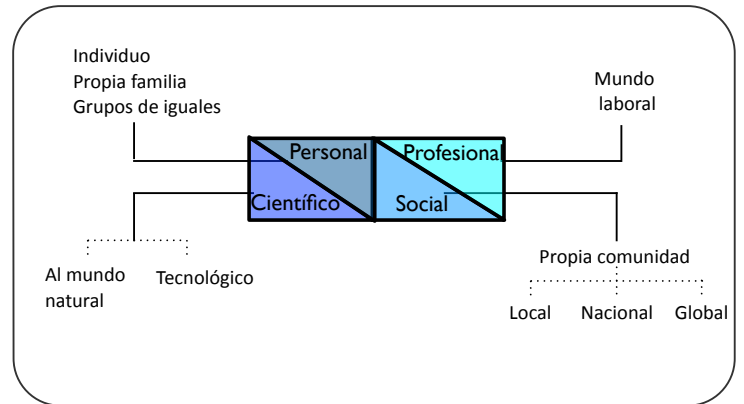 Individuo
Propia familia
Grupos de iguales
Mundo
laboral
Personal
Profesional
Científico
Social
Al mundo
natural
Tecnológico
Propia comunidad
Local
Nacional
Global